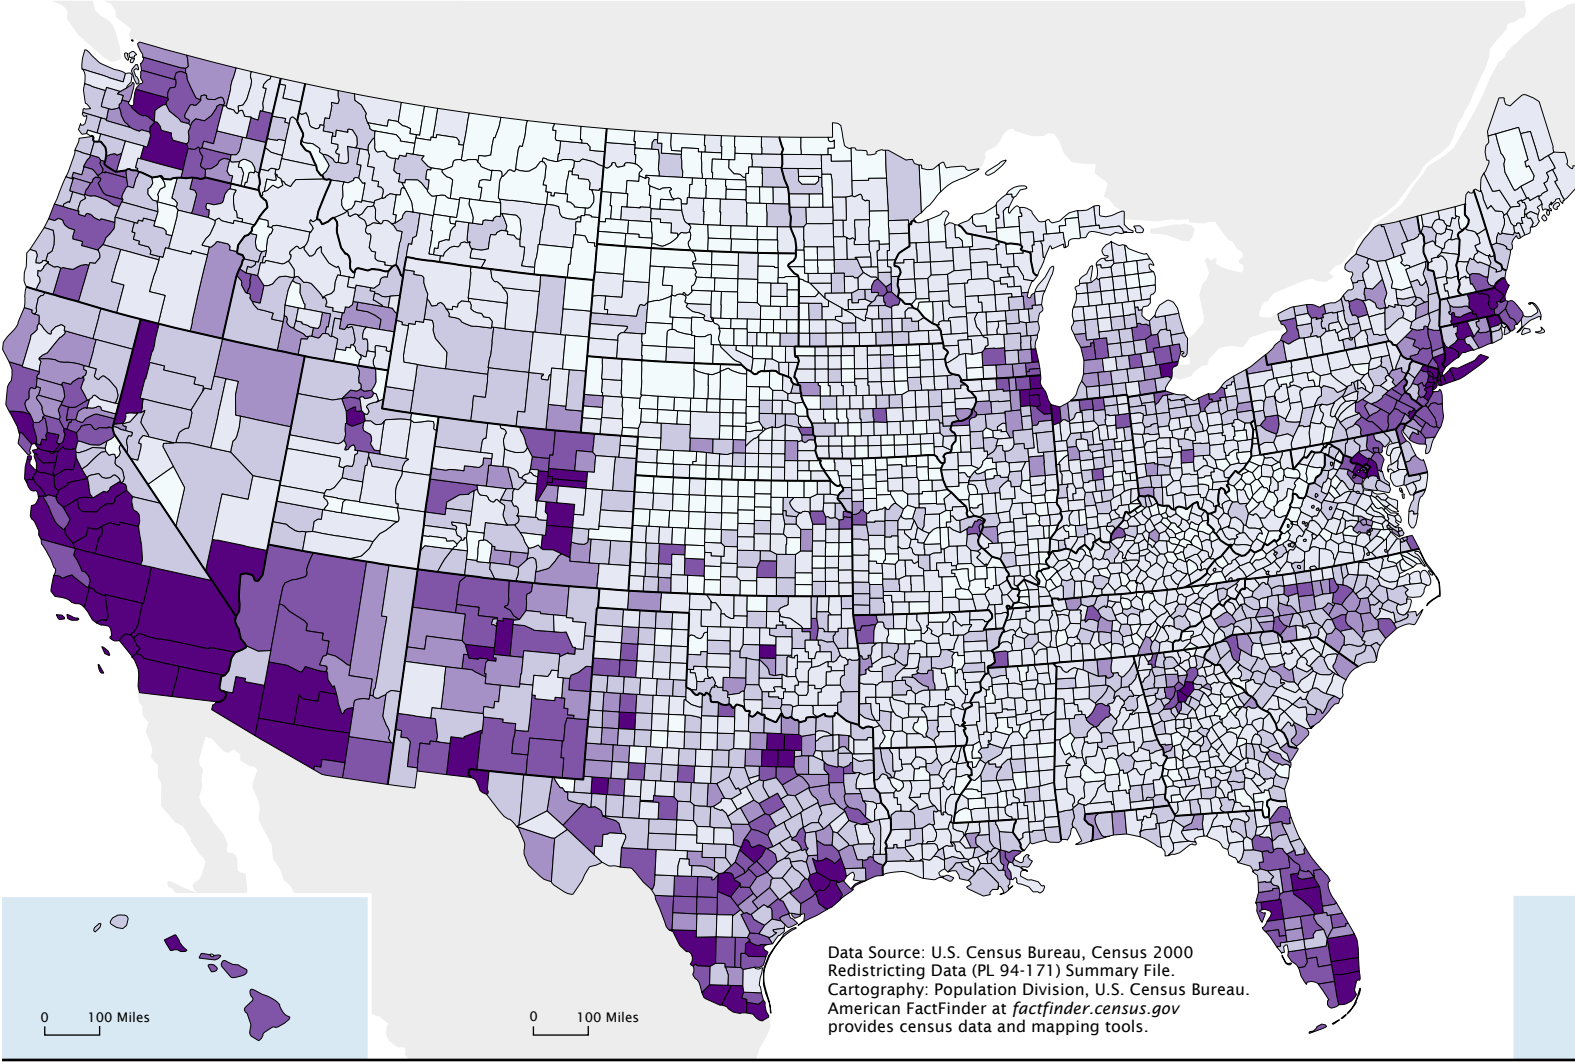 Data Source: U.S. Census Bureau, Census 2000
Redistricting Data (PL 94-171) Summary File.
Cartography: Population Division, U.S. Census Bureau.
American FactFinder at factfinder.census.gov
provides census data and mapping tools.
0 100 Miles
0 100 Miles